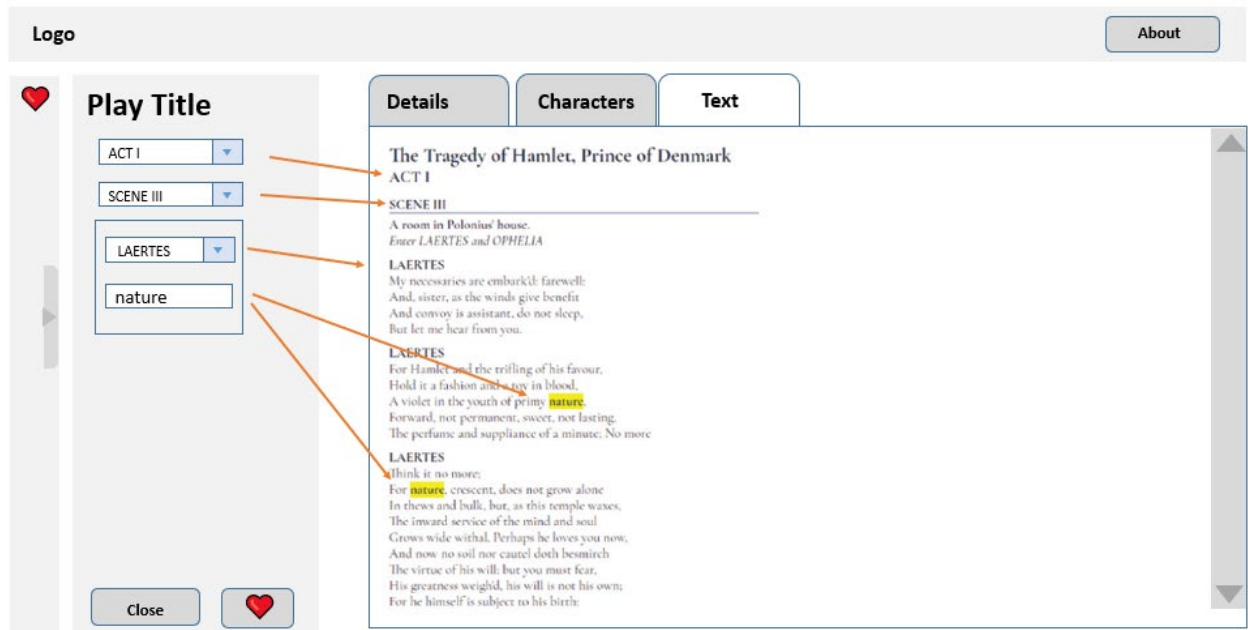 Logo
About
Play Title
ACT I
SCENE III
LAERTES
nature
Close
Details
Characters
Text
The Tragedy of Hamlet, Prince of Denmark
ACT I
SCENE III
A room in Polonius' house.
Enter LAERTES and OPHELIA
LAERTES
My necessaries are embark'd: farewell:
And, sister, as the winds give benefit
And convoy is assistant, do not sleep,
But let me hear from you.
LAERTES
For Hamlet and the trifling of his favour,
Hold it a fashion and a toy in blood,
A violet in the youth of primy nature,
Forward, not permanent, sweet, not lasting,
The perfume and suppliance of a minute; No more
LAERTES
Think it no more;
For nature, crescent, does not grow alone
In thews and bulk, but, as this temple waxes,
The inward service of the mind and soul
Grows wide withal. Perhaps he loves you now,
And now no soil nor cautel doth besmirch
The virtue of his will: but you must fear,
His greatness weigh'd, his will is not his own;
For he himself is subject to his birth: